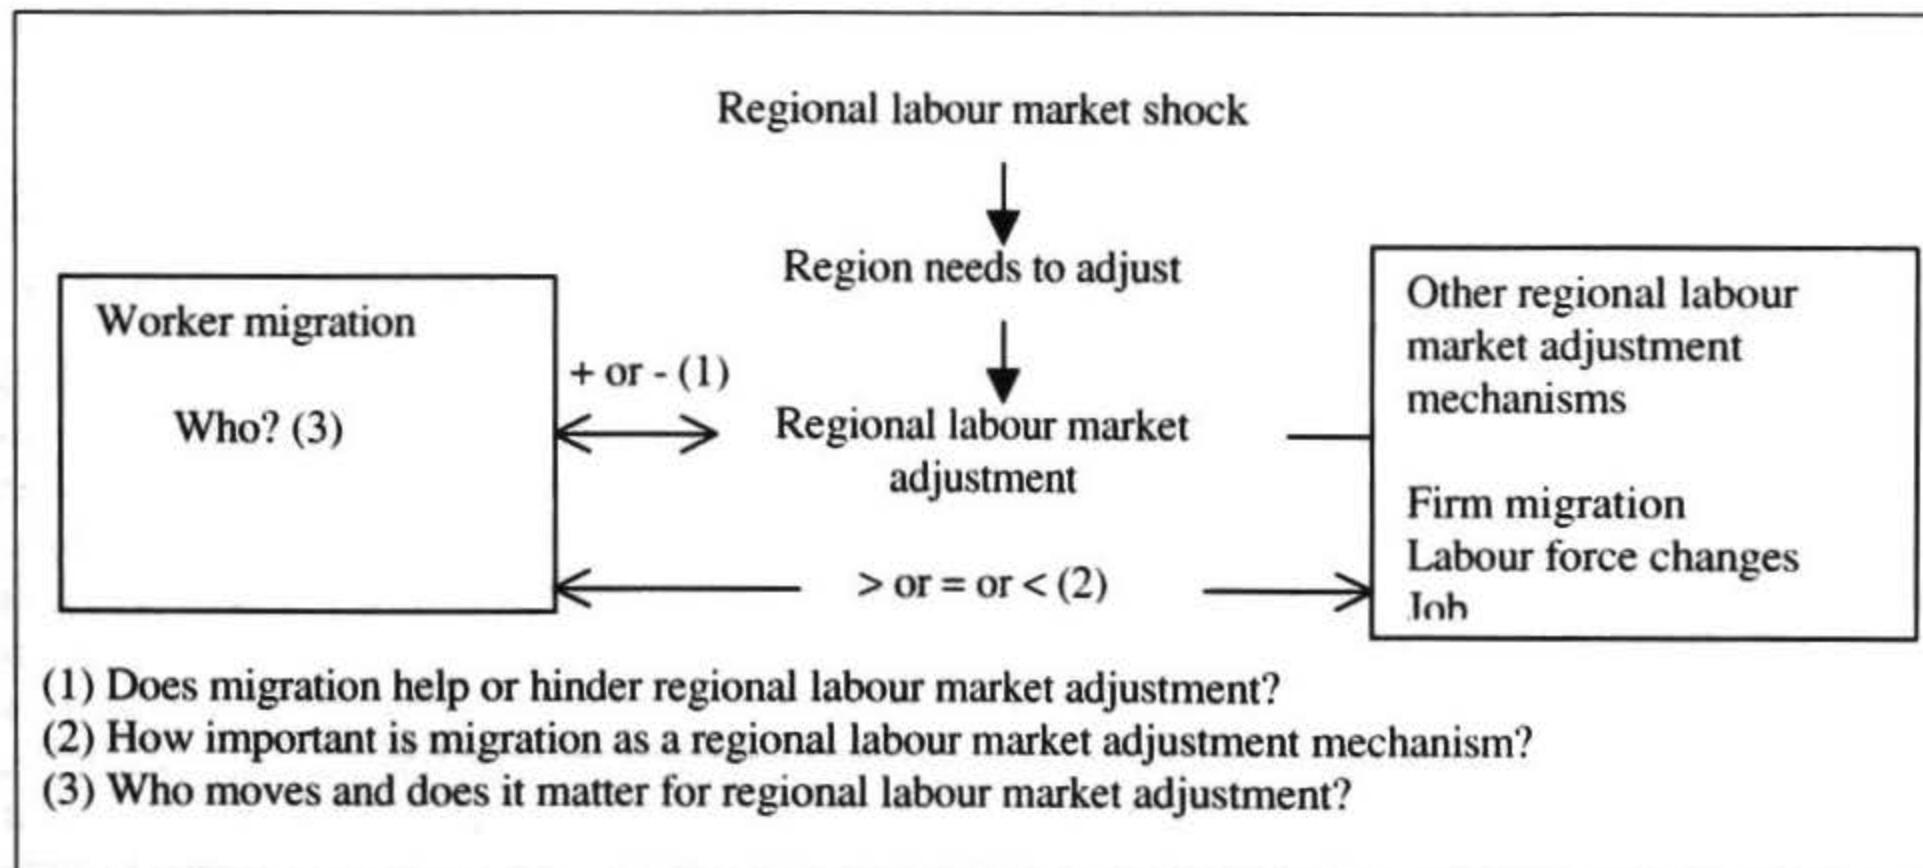 Regional labour market shock
Region needs to adjust
Worker migration
Who? (3)
+ or - (1)
Regional labour market
adjustment
> or = or < (2)
Other regional labour
market adjustment
mechanisms
Firm migration
Labour force changes
Job
(1) Does migration help or hinder regional labour market adjustment?
(2) How important is migration as a regional labour market adjustment mechanism?
(3) Who moves and does it matter for regional labour market adjustment?